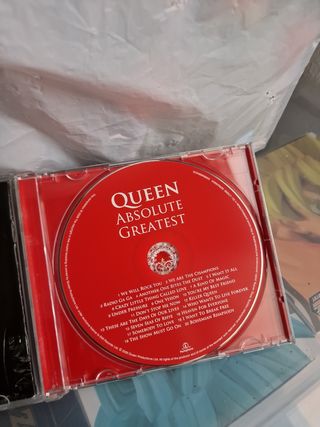 QUEEN
ABSOLUTE
GREATEST
1 WE WILL ROCK YOU 2 WE ARE THE CHAMPIONS
3 RADIO GA GA 4 ANOTHER ONE BITES THE DUST 5 I WANT IT ALL
6 CRAZY LITTLE THING CALLED LOVE 7 A KIND OF MAGIC
8 UNDER PRESSURE 9 ONE VISION 10 YOU'RE MY BEST FRIEND
11 DON'T STOP ME NOW 12 KILLER QUEEN
13 THESE ARE THE DAYS OF OUR LIVES 14 WHO WANTS TO LIVE FOREVER
15 SEVEN SEAS OF RHYE 16 HEAVEN FOR EVERYONE
17 SOMEBODY TO LOVE 18 I WANT TO BREAK FREE
19 THE SHOW MUST GO ON 20 BOHEMIAN RHAPSODY